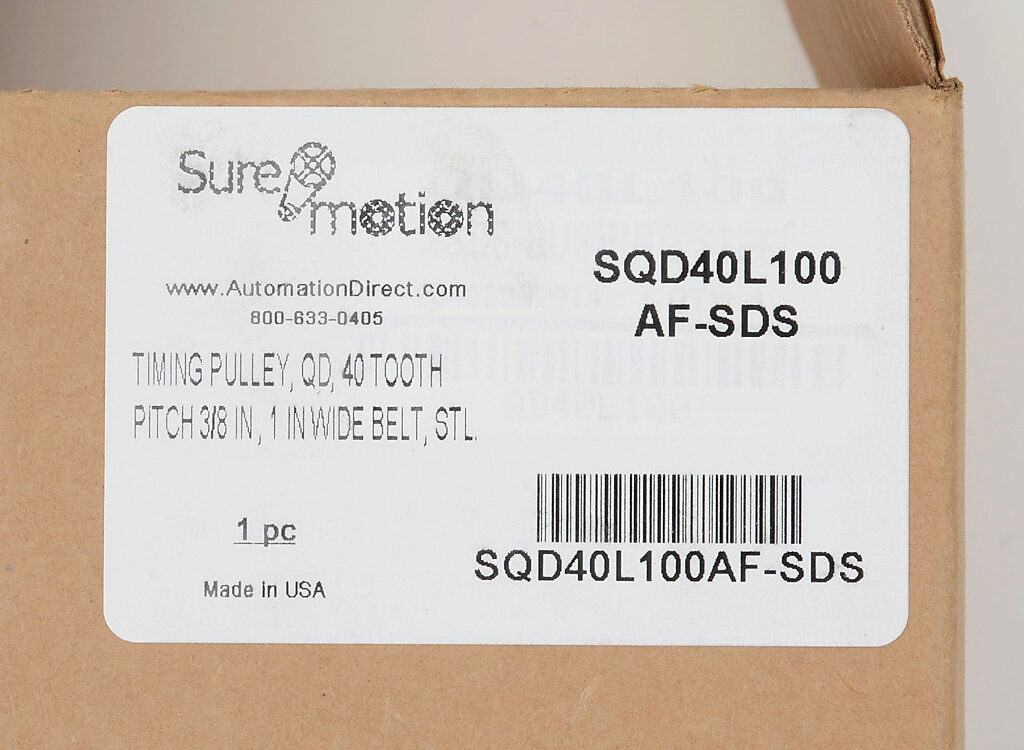 Sure
motion
www.AutomationDirect.com
800-633-0405
SQD40L100
AF-SDS
TIMING PULLEY, QD, 40 TOOTH
PITCH 3/8 IN, 1 IN WIDE BELT, STL.
1 pc
Made in USA
SQD40L100AF-SDS